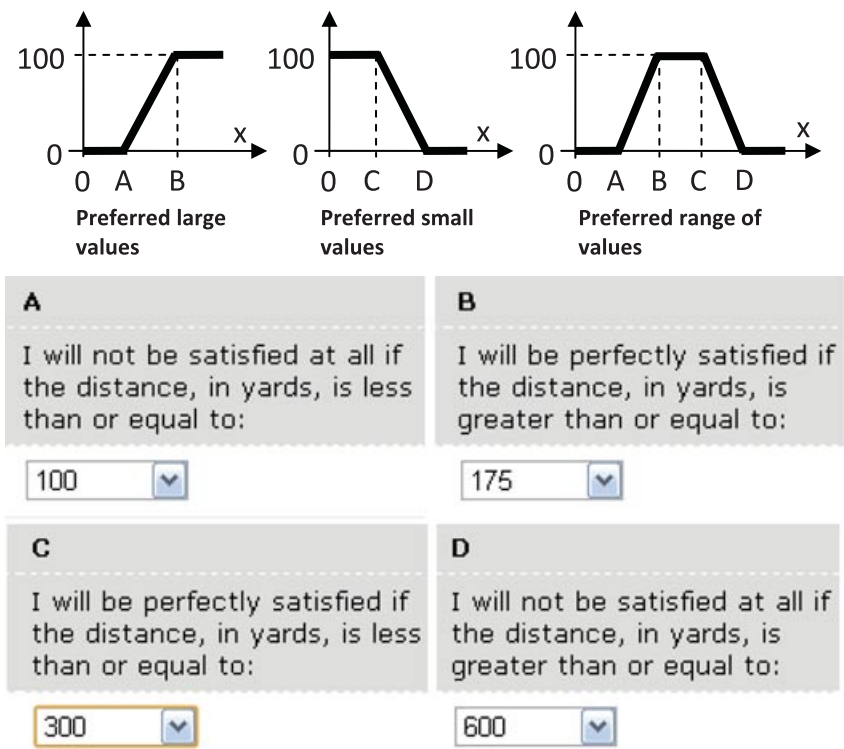 100
0
x
0 A B
Preferred large
values
100
0
x
0 C D
Preferred small
values
100
0
x
0 A B C D
Preferred range of
values
A
I will not be satisfied at all if
the distance, in yards, is less
than or equal to:
100
B
I will be perfectly satisfied if
the distance, in yards, is
greater than or equal to:
175
C
I will be perfectly satisfied if
the distance, in yards, is less
than or equal to:
300
D
I will not be satisfied at all if
the distance, in yards, is
greater than or equal to:
600